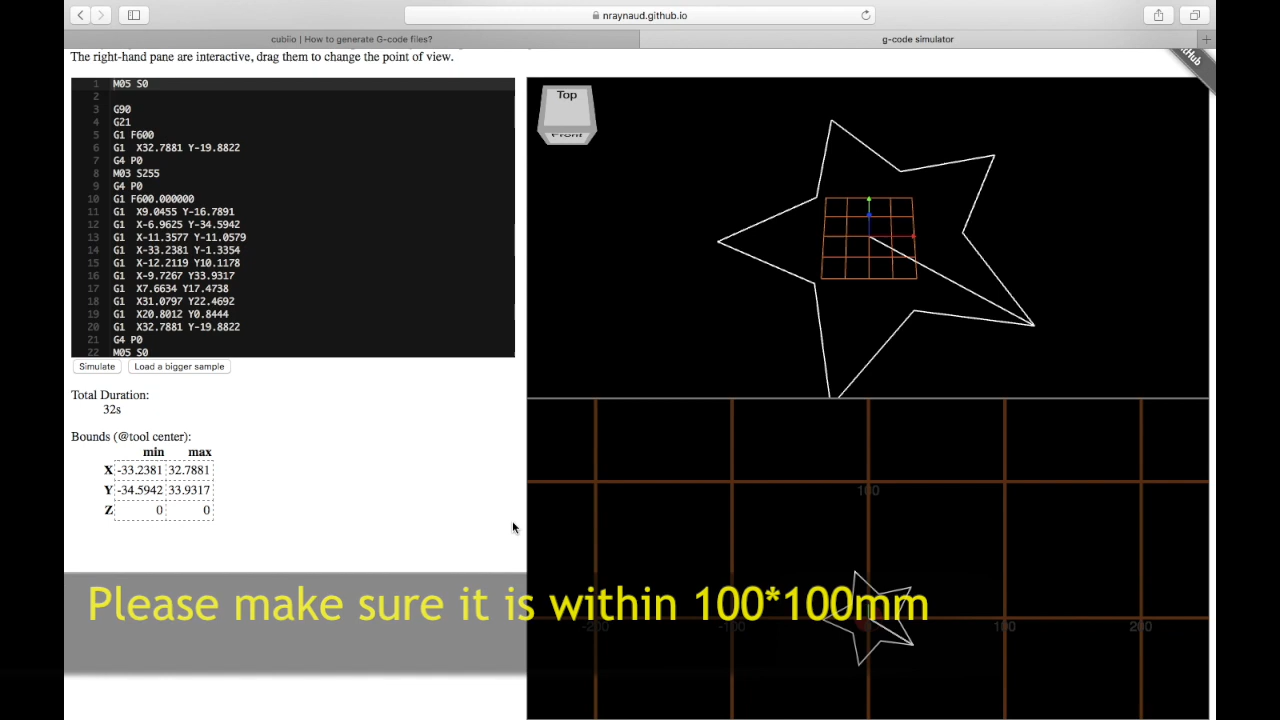 nraynaud.github.io
cubiio | How to generate G-code files?
g-code simulator
The right-hand pane are interactive, drag them to change the point of view.
Hub
1 M05 S0
2
3 G90
4 G21
5 G1 F600
6 G1 X32.7881 Y-19.8822
7 G4 P0
8 M03 S255
9 G4 P0
10 G1 F600.000000
11 G1 X9.0455 Y-16.7891
12 G1 X-6.9625 Y-34.5942
13 G1 X-11.3577 Y-11.0579
14 G1 X-33.2381 Y-1.3354
15 G1 X-12.2119 Y10.1178
16 G1 X-9.7267 Y33.9317
17 G1 X7.6634 Y17.4738
18 G1 X31.0797 Y22.4692
19 G1 X20.8012 Y0.8444
20 G1 X32.7881 Y-19.8822
21 G4 P0
22 M05 S0
Top
Front
Simulate
Load a bigger sample
Total Duration:
32s
Bounds (@tool center):
min max
X -33.2381 32.7881
Y -34.5942 33.9317
Z 0 0
100
-200 -100 100 200
Please make sure it is within 100*100mm